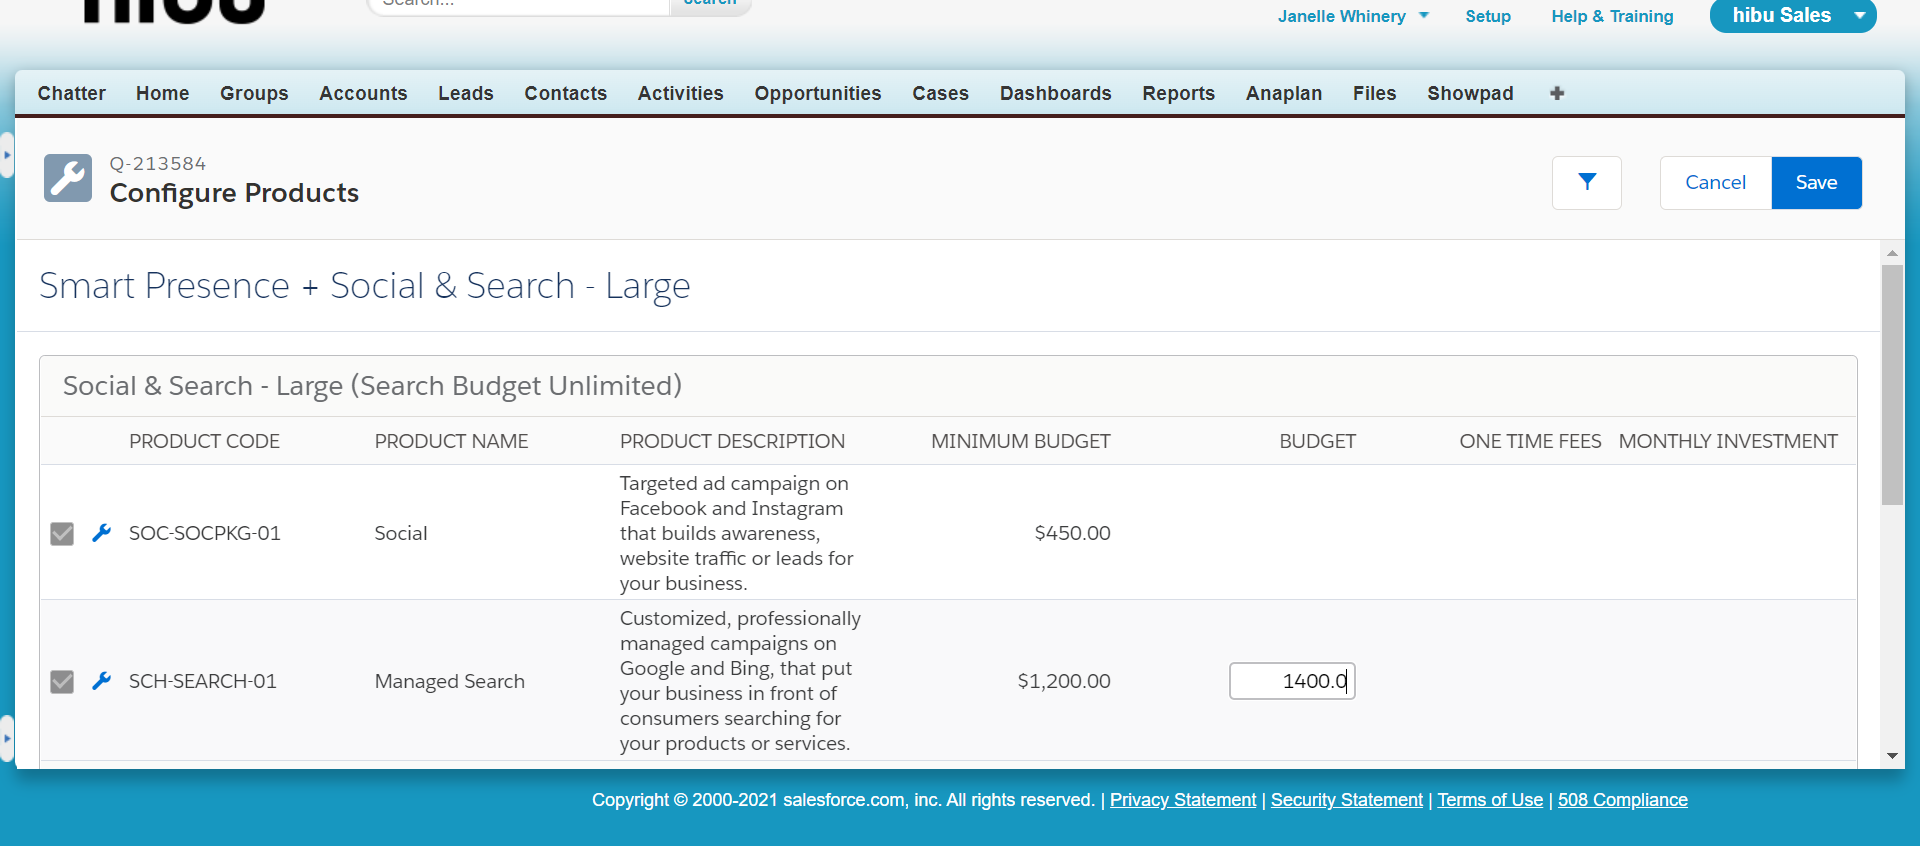 hibu
Search...
Search
Janelle Whinery Setup Help & Training hibu Sales
Chatter Home Groups Accounts Leads Contacts Activities Opportunities Cases Dashboards Reports Anaplan Files Showpad
Q-213584
Configure Products
Cancel Save
Smart Presence + Social & Search - Large
Social & Search - Large (Search Budget Unlimited)
PRODUCT CODE PRODUCT NAME PRODUCT DESCRIPTION MINIMUM BUDGET BUDGET ONE TIME FEES MONTHLY INVESTMENT
Targeted ad campaign on
Facebook and Instagram
SOC-SOCPKG-01 Social that builds awareness, $450.00
website traffic or leads for
your business.
Customized, professionally
managed campaigns on
Google and Bing, that put
SCH-SEARCH-01 Managed Search your business in front of $1,200.00 1400.0
consumers searching for
your products or services.
Copyright © 2000-2021 salesforce.com, inc. All rights reserved. | Privacy Statement | Security Statement | Terms of Use | 508 Compliance